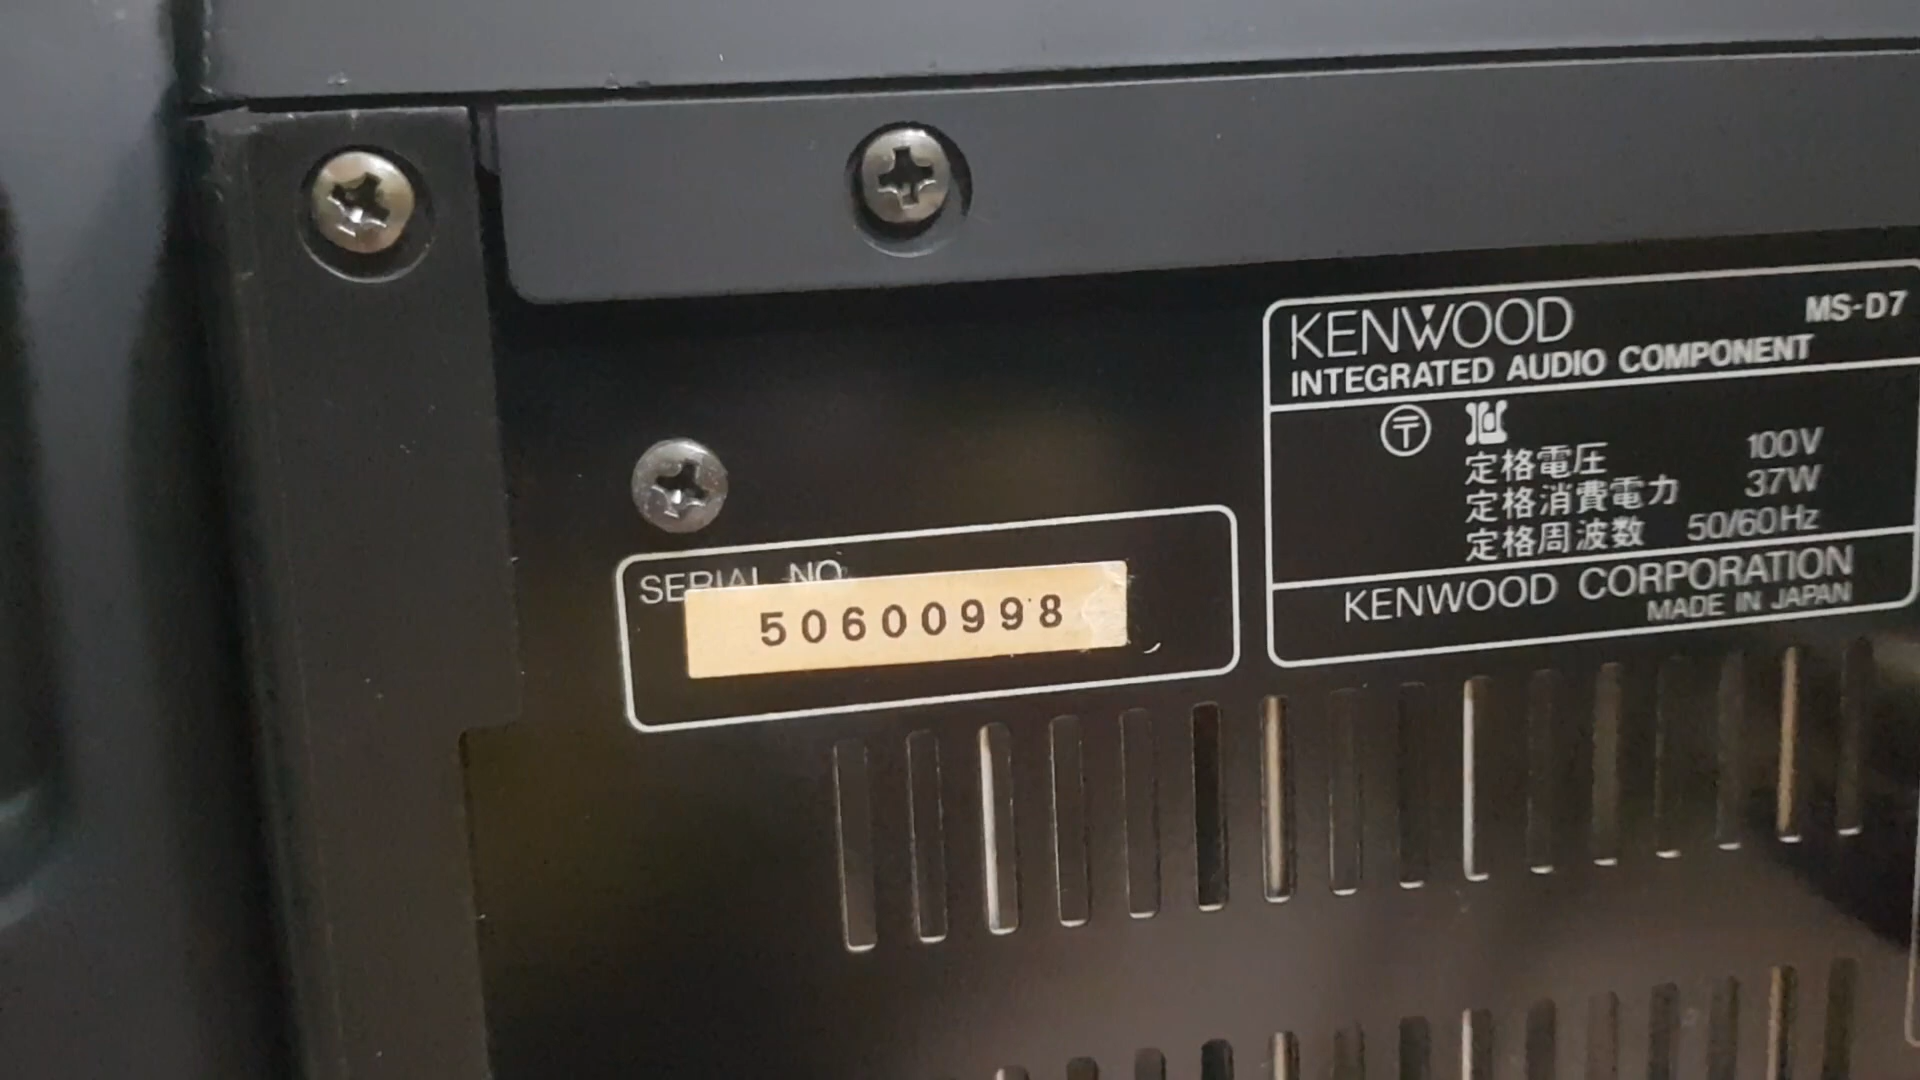 KENWOOD MS-D7
INTEGRATED AUDIO COMPONENT
〒
定格電圧 100V
定格消費電力 37W
定格周波数 50/60Hz
KENWOOD CORPORATION
MADE IN JAPAN
SERIAL NO.
50600998